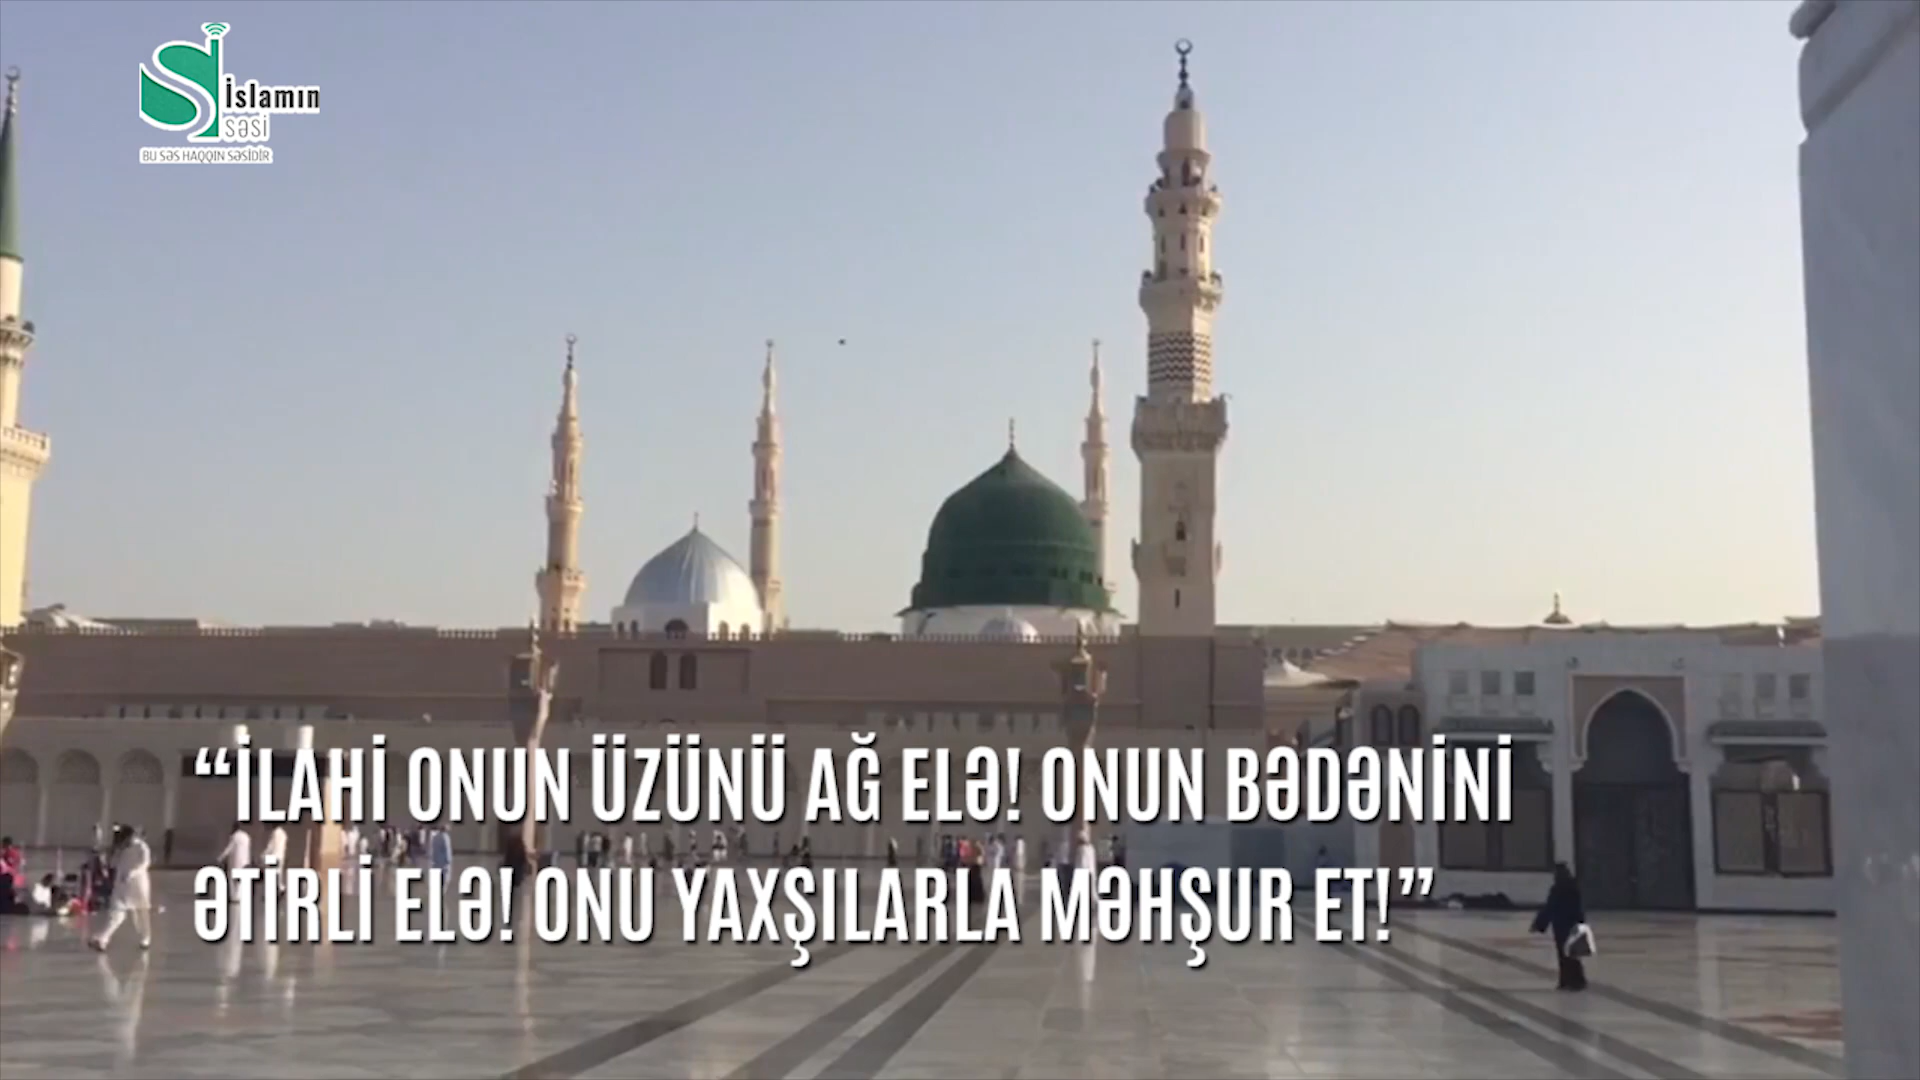 İslamın
səsi
BU SƏS HAQQIN SƏSİDİR
“İLAHİ ONUN ÜZÜNÜ AĞ ELƏ! ONUN BƏDƏNİNİ
ƏTİRLİ ELƏ! ONU YAXŞILARLA MƏHŞUR ET!”